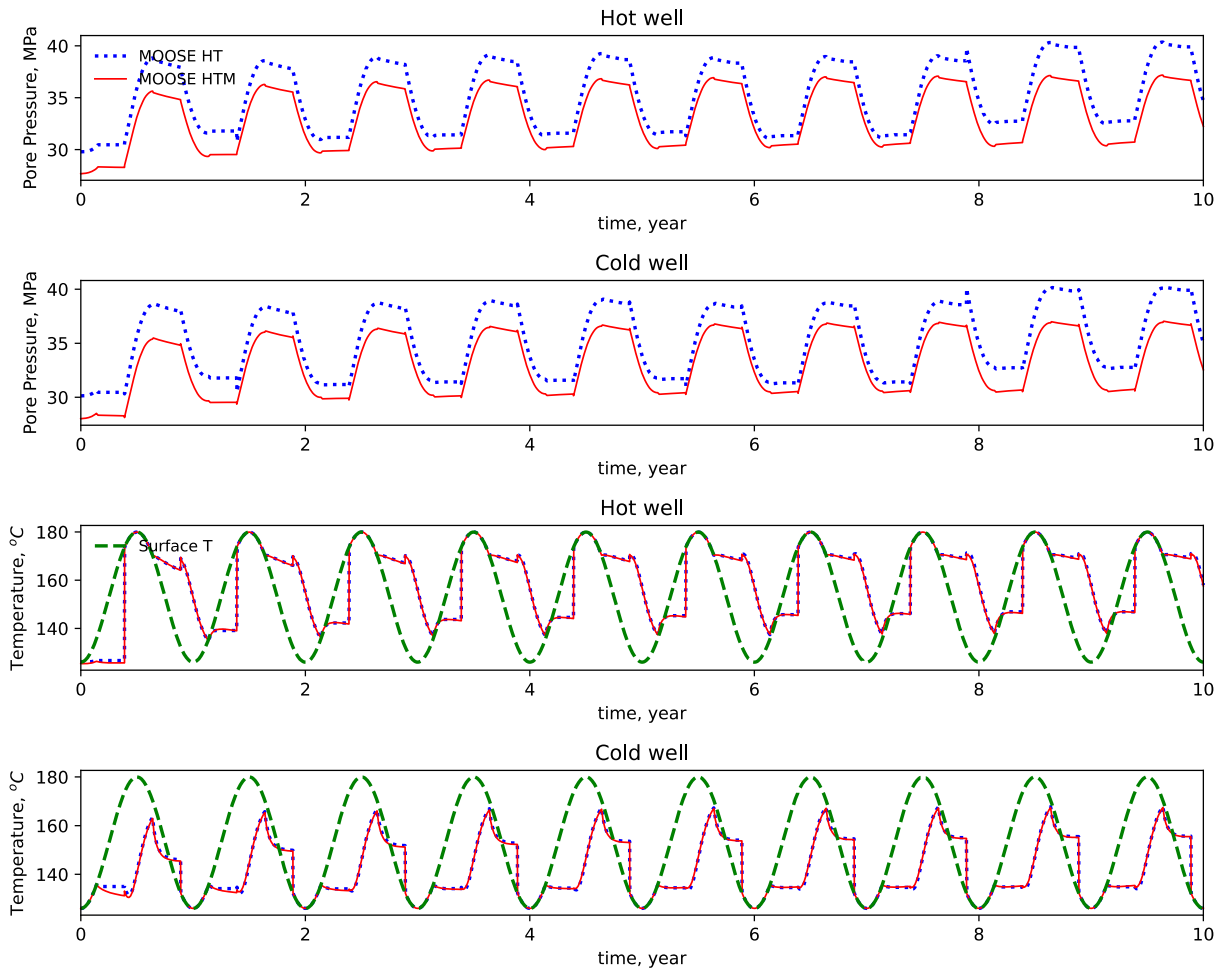 Hot well
Pore Pressure, MPa
40
35
30
MOOSE HT
MOOSE HTM
0 2 4 6 8 10
time, year
Cold well
Pore Pressure, MPa
40
35
30
0 2 4 6 8 10
time, year
Hot well
Temperature, °C
180
160
140
Surface T
0 2 4 6 8 10
time, year
Cold well
Temperature, °C
180
160
140
0 2 4 6 8 10
time, year